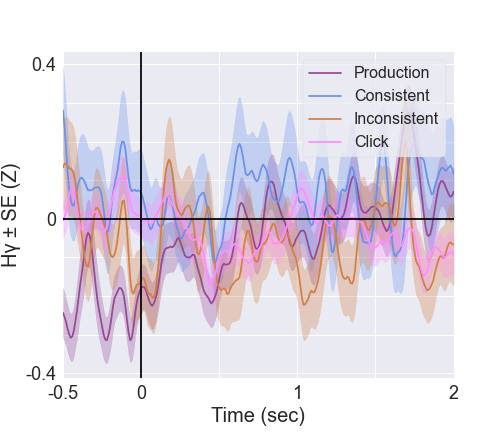 Production
Consistent
Inconsistent
Click
0.4
0
-0.4
Hγ ± SE (Z)
-0.5
0
1
2
Time (sec)